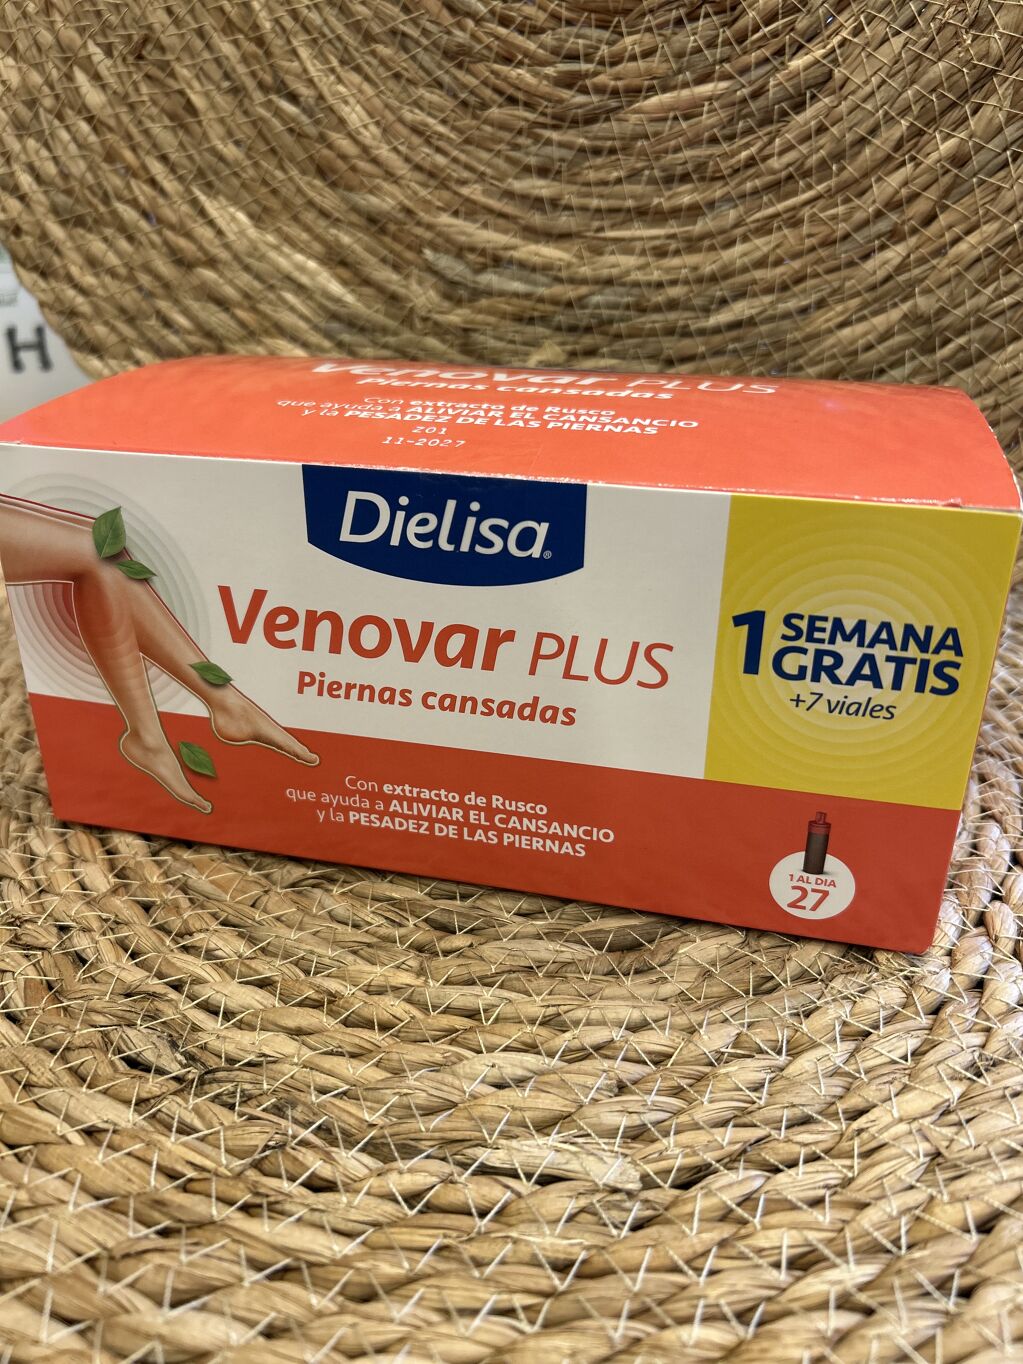 H
Venovar PLUS
Piernas cansadas
Con extracto de Rusco
que ayuda a ALIVIAR EL CANSANCIO
y la PESADEZ DE LAS PIERNAS
201
11-2027
Dielisa®
Venovar PLUS
Piernas cansadas
1 SEMANA
GRATIS
+7 viales
Con extracto de Rusco
que ayuda a ALIVIAR EL CANSANCIO
y la PESADEZ DE LAS PIERNAS
1 AL DIA
27